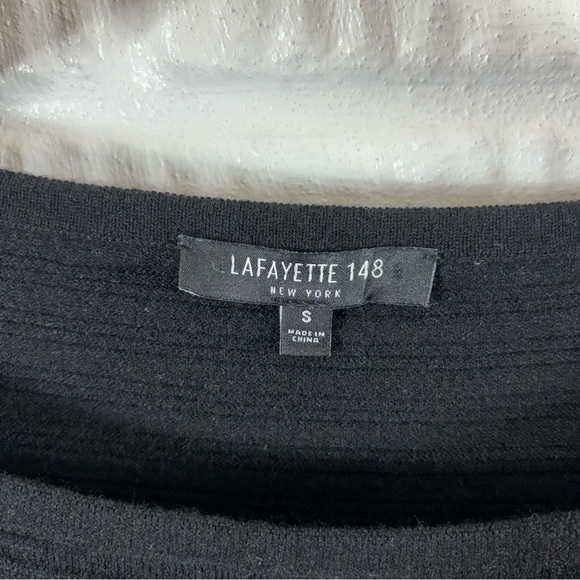 LAFAYETTE 148
NEW YORK
S
MADE IN
CHINA